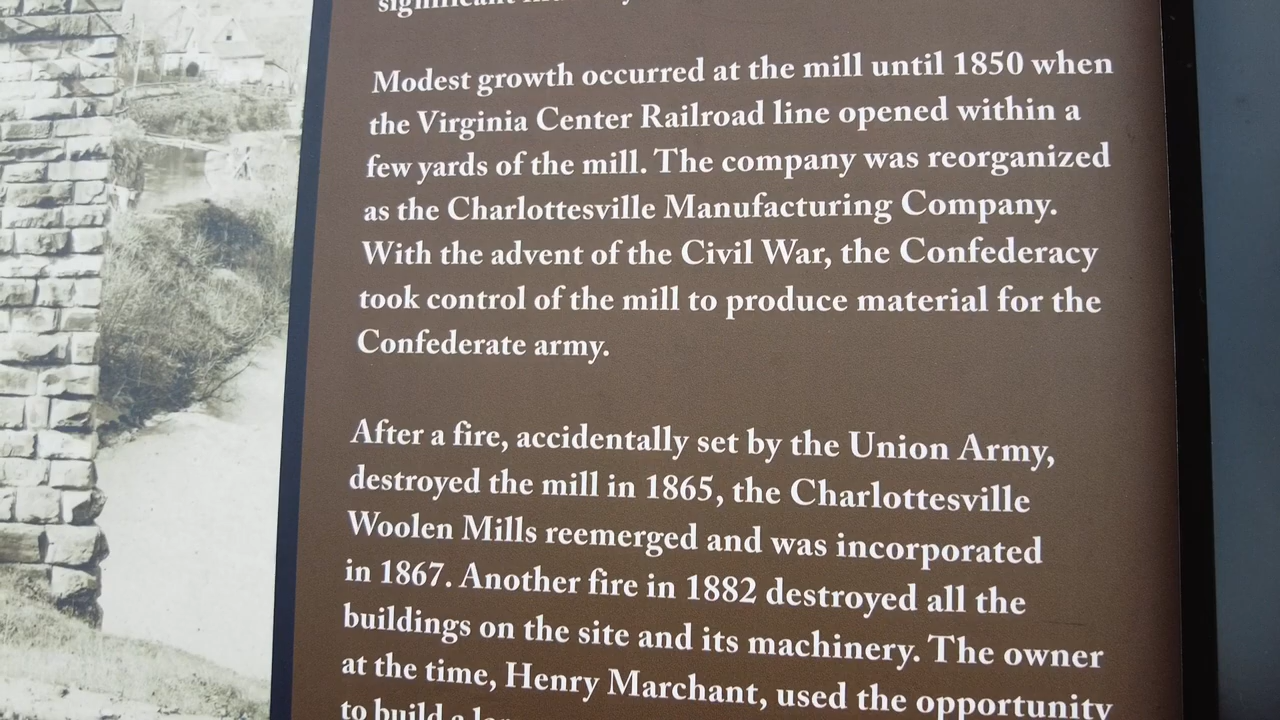 significant
Modest growth occurred at the mill until 1850 when
the Virginia Center Railroad line opened within a
few yards of the mill. The company was reorganized
as the Charlottesville Manufacturing Company.
With the advent of the Civil War, the Confederacy
took control of the mill to produce material for the
Confederate army.
After a fire, accidentally set by the Union Army,
destroyed the mill in 1865, the Charlottesville
Woolen Mills reemerged and was incorporated
in 1867. Another fire in 1882 destroyed all the
buildings on the site and its machinery. The owner
at the time, Henry Marchant, used the opportunity
to build a